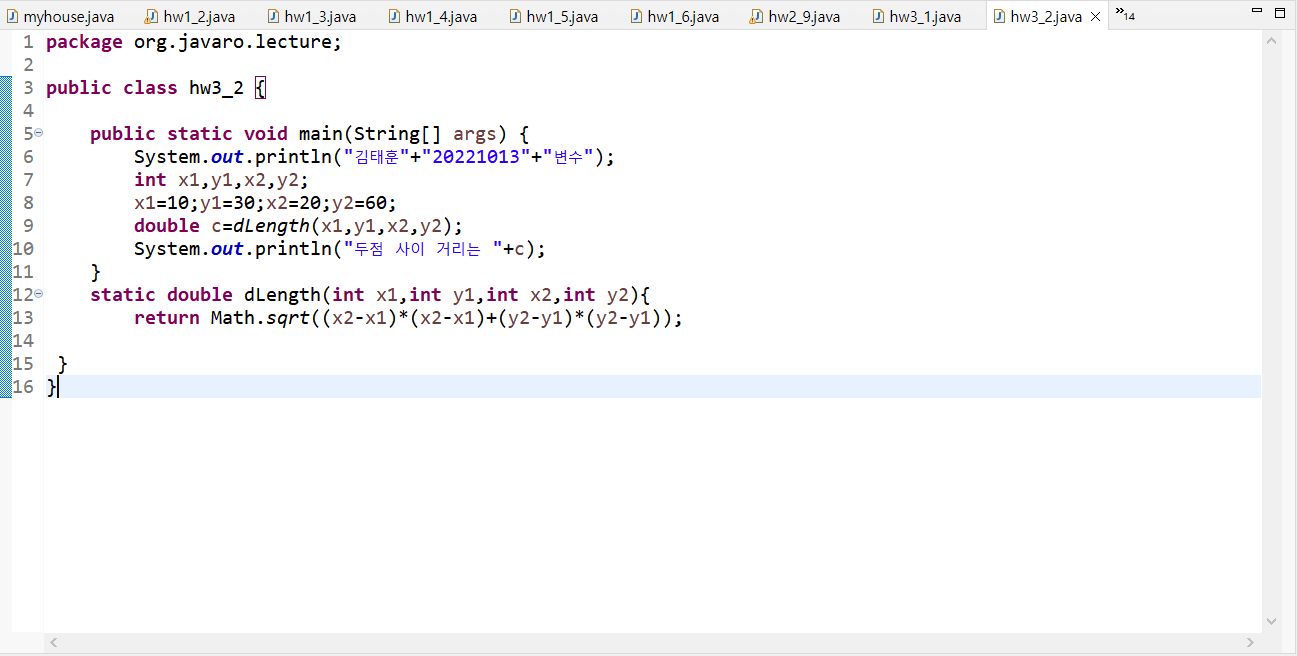 myhouse.java hw1_2.java hw1_3.java hw1_4.java hw1_5.java hw1_6.java hw2_9.java hw3_1.java hw3_2.java »14
1 package org.javaro.lecture;
2
3 public class hw3_2 {
4
5 public static void main(String[] args) {
6 System.out.println("김태훈"+"20221013"+"변수");
7 int x1,y1,x2,y2;
8 x1=10;y1=30;x2=20;y2=60;
9 double c=dLength(x1,y1,x2,y2);
10 System.out.println("두점 사이 거리는 "+c);
11 }
12 static double dLength(int x1,int y1,int x2,int y2){
13 return Math.sqrt((x2-x1)*(x2-x1)+(y2-y1)*(y2-y1));
14
15 }
16 }